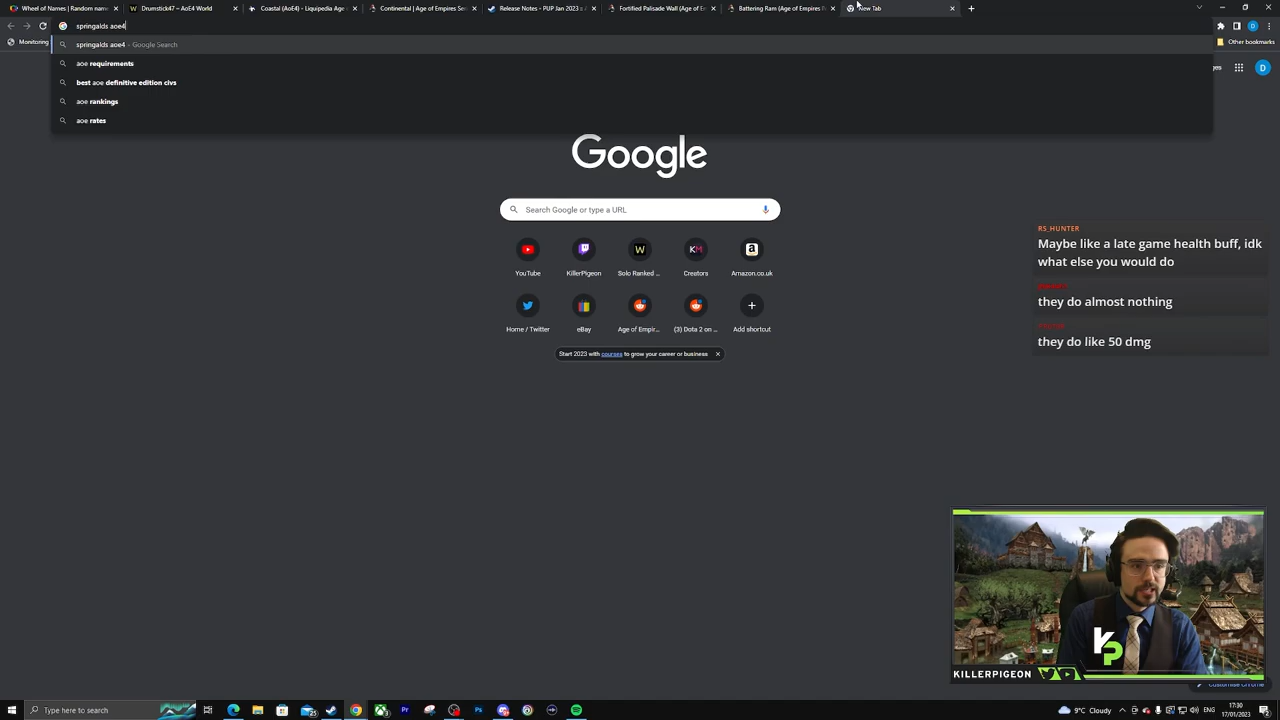 Wheel of Names | Random name
Drumstick47 – AoE4 World
Coastal (AoE4) - Liquipedia Age
Continental | Age of Empires Se
Release Notes - PUP Jan 2023 s
Fortified Palisade Wall (Age of Em
Battering Ram (Age of Empires
New Tab
springalds aoe4
Monitoring
Other bookmarks
springalds aoe4 - Google Search
aoe requirements
best aoe definitive edition civs
aoe rankings
aoe rates
D
Google
Search Google or type a URL
YouTube
KillerPigeon
Solo Ranked ...
Creators
Amazon.co.uk
Home / Twitter
eBay
Age of Empir...
(3) Dota 2 on ...
Add shortcut
Start 2023 with courses to grow your career or business
RS_HUNTER
Maybe like a late game health buff, idk
what else you would do
they do almost nothing
they do like 50 dmg
KP
KILLERPIGEON
Customise Chrome
Type here to search
9°C Cloudy
ENG
17:30
17/01/2023